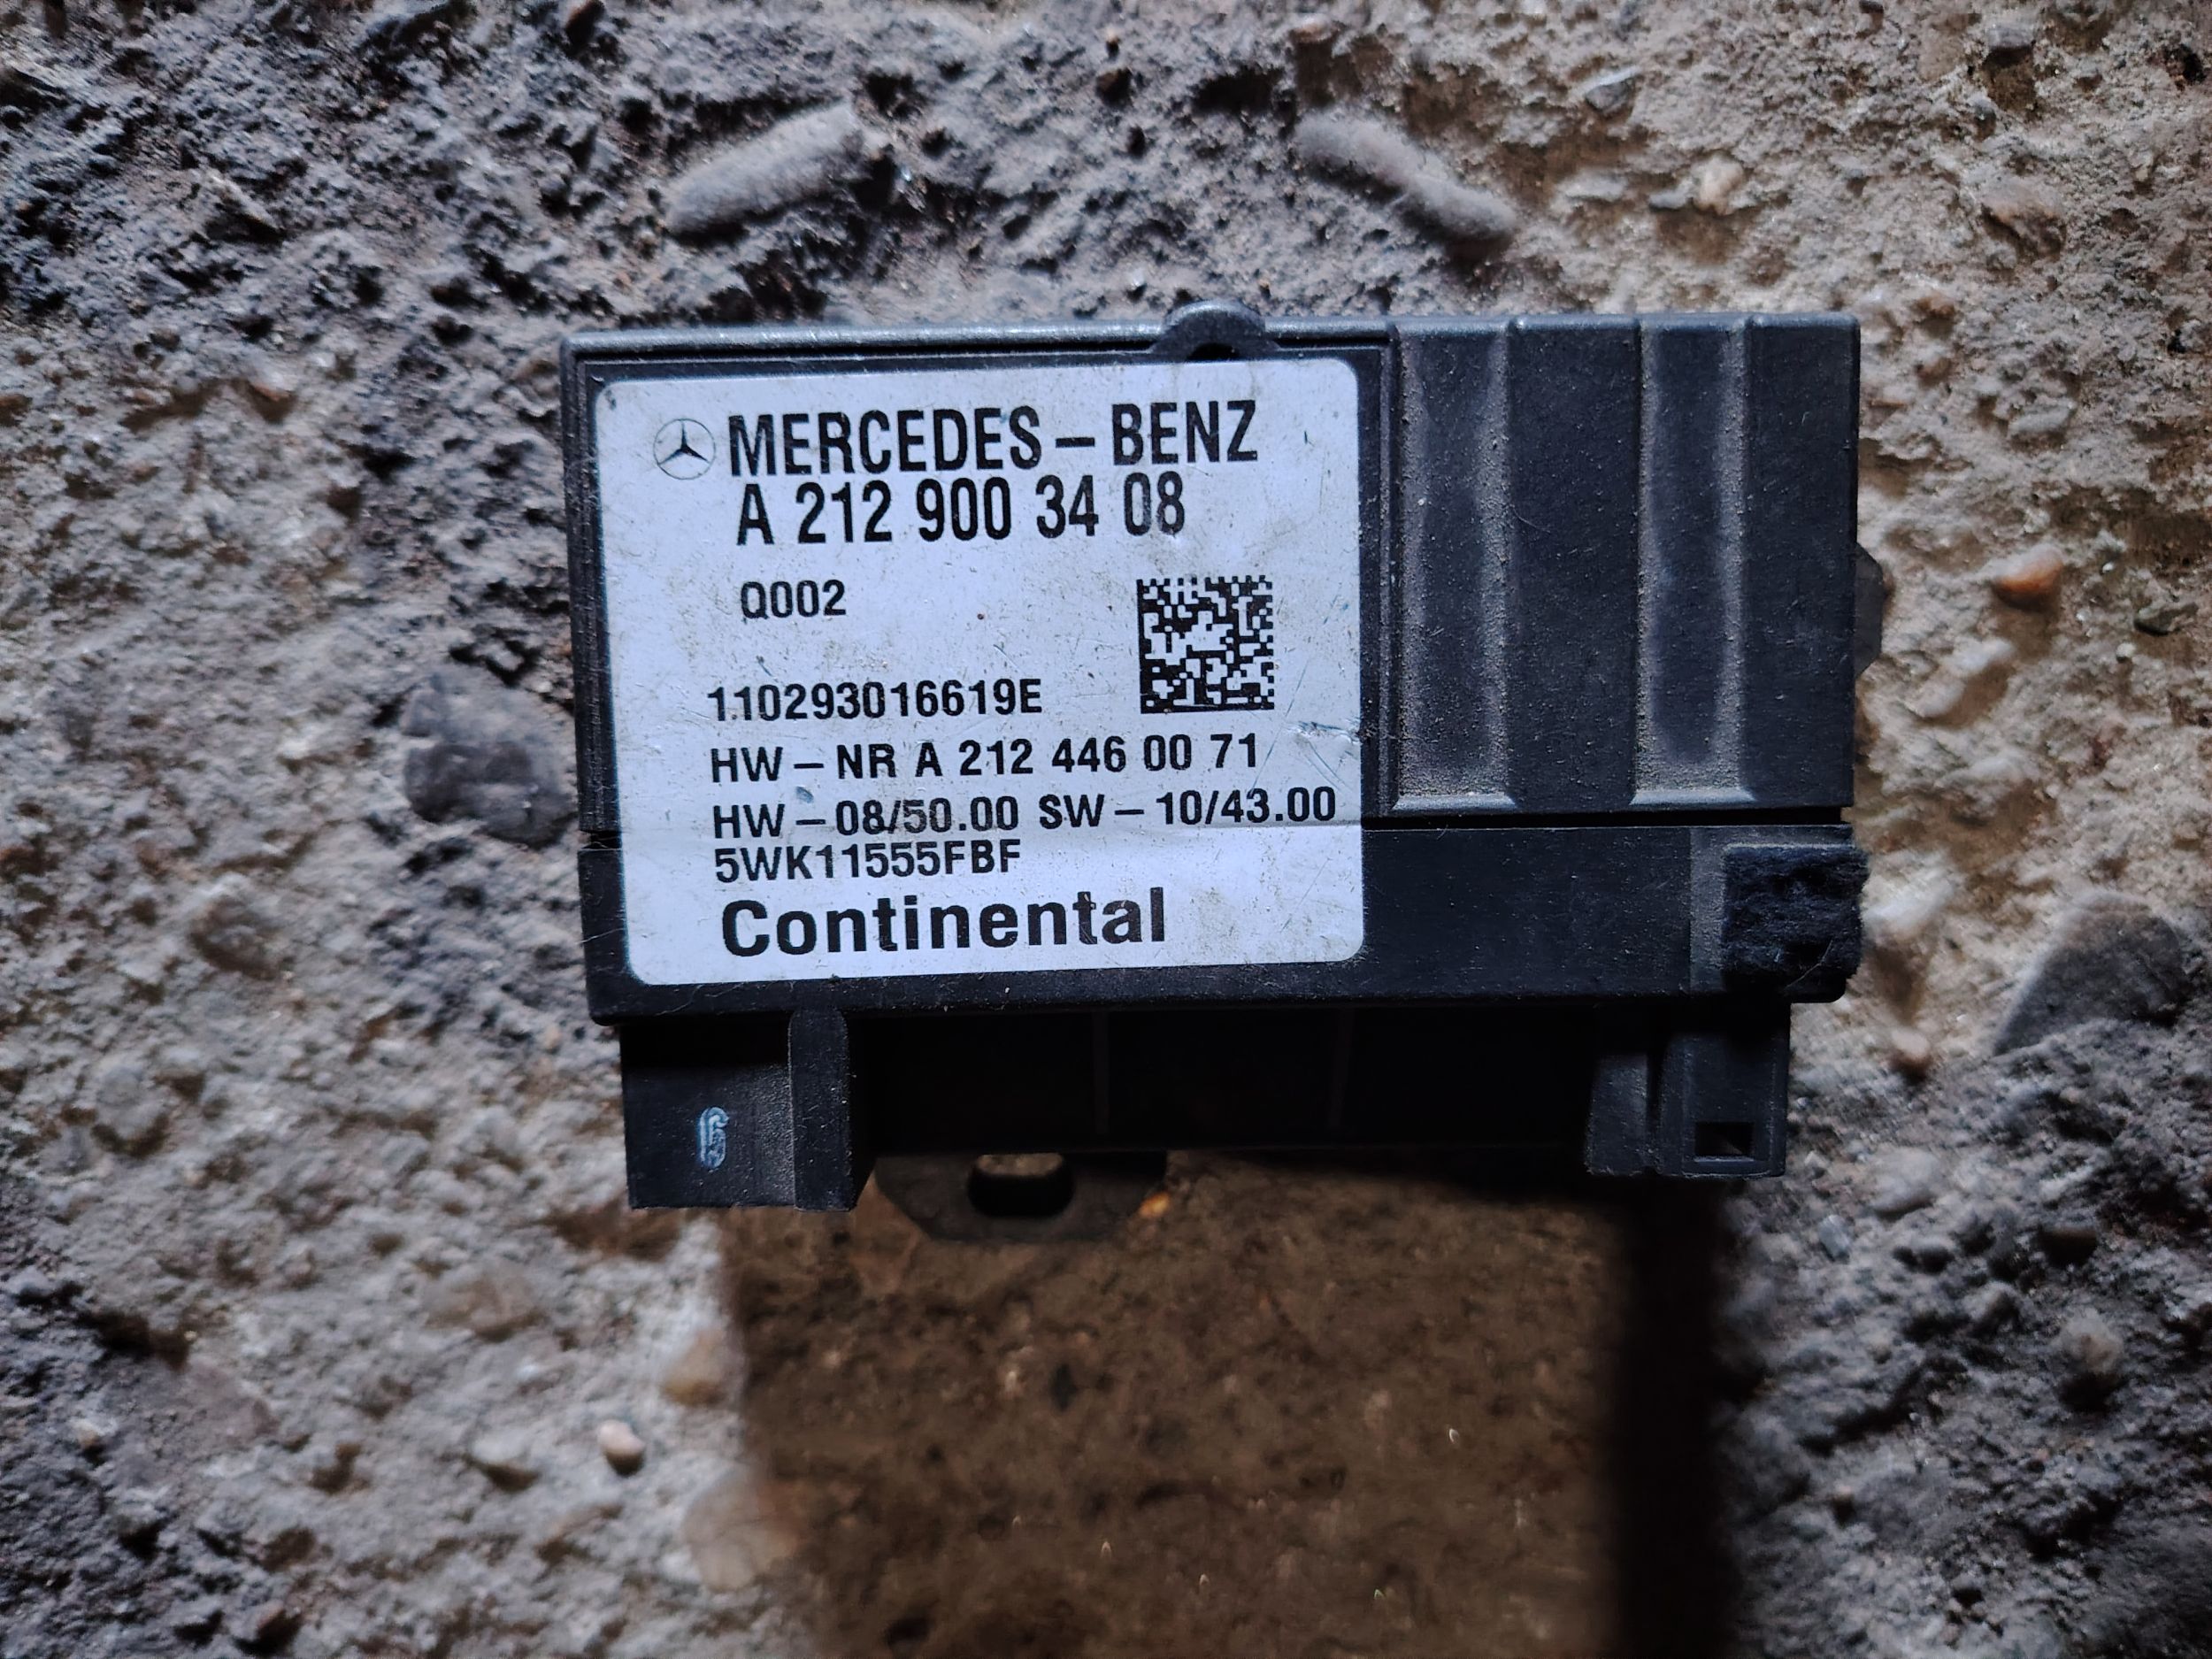 MERCEDES-BENZ
A 212 900 34 08
Q002
110293016619E
HW-NR A 212 446 00 71
HW-08/50.00 SW-10/43.00
5WK11555FBF
Continental